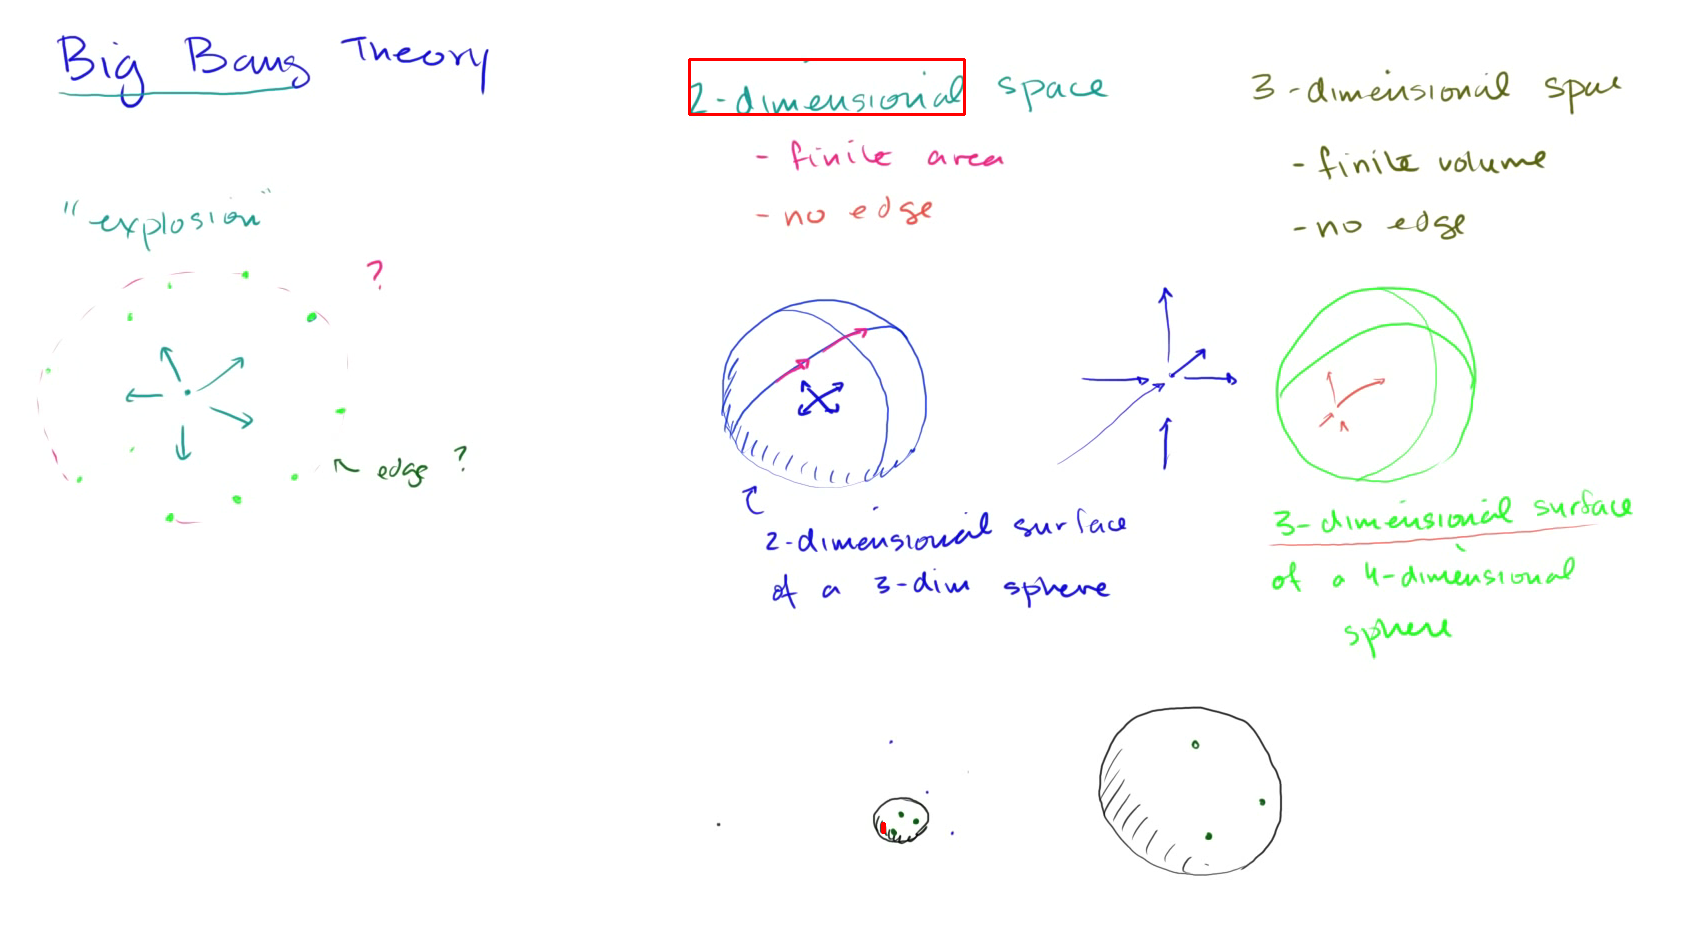 Big Bang Theory
"explosion"
?
edge ?
2-dimensional space
- finite area
- no edge
2-dimensional surface
of a 3-dim sphere
3-dimensional space
- finite volume
- no edge
3-dimensional surface
of a 4-dimensional
sphere